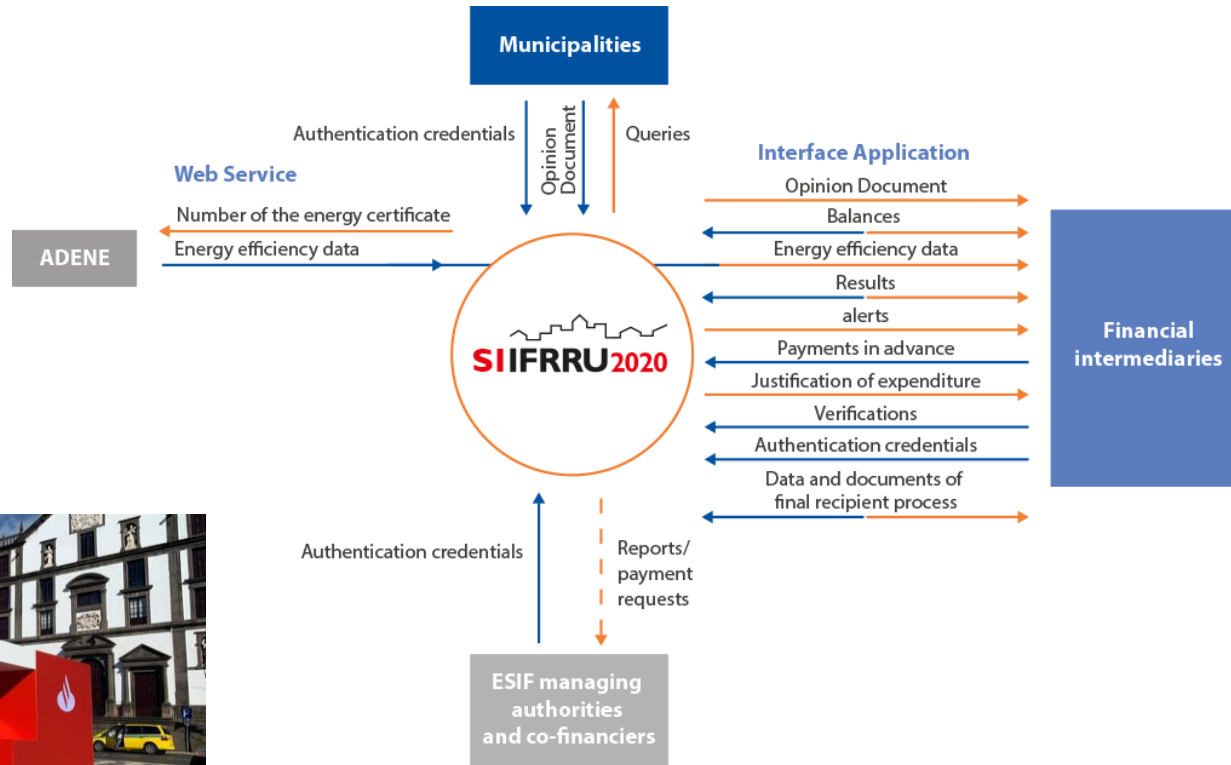 Municipalities
Authentication credentials
Opinion
Document
Queries
Web Service
Number of the energy certificate
Energy efficiency data
ADENE
SIIFRRU2020
Interface Application
Opinion Document
Balances
Energy efficiency data
Results
alerts
Payments in advance
Justification of expenditure
Verifications
Authentication credentials
Data and documents of
final recipient process
Financial
intermediaries
Authentication credentials
Reports/
payment
requests
ESIF managing
authorities
and co-financiers